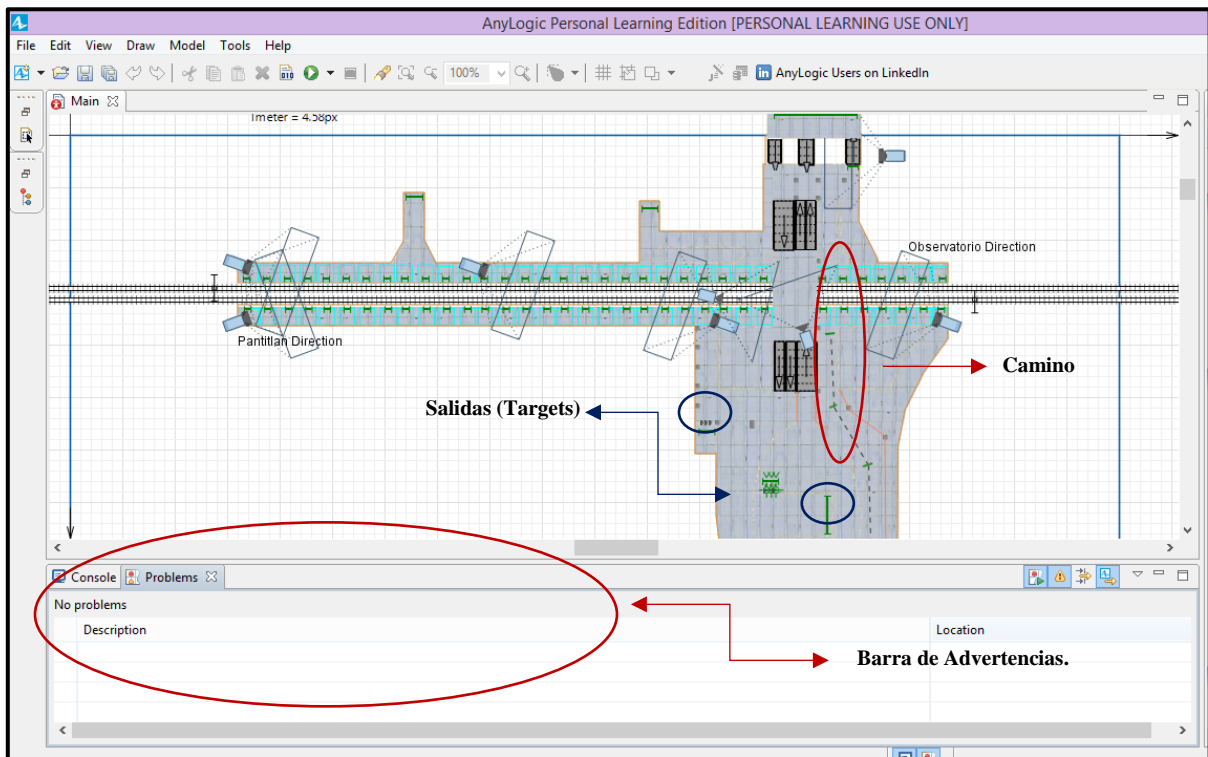 AnyLogic Personal Learning Edition [PERSONAL LEARNING USE ONLY]
File Edit View Draw Model Tools Help
100% AnyLogic Users on LinkedIn
Main
1meter = 4.58px
Observatorio Direction
Pantitlan Direction
Camino
Salidas (Targets)
Console Problems
No problems
Description Location
Barra de Advertencias.